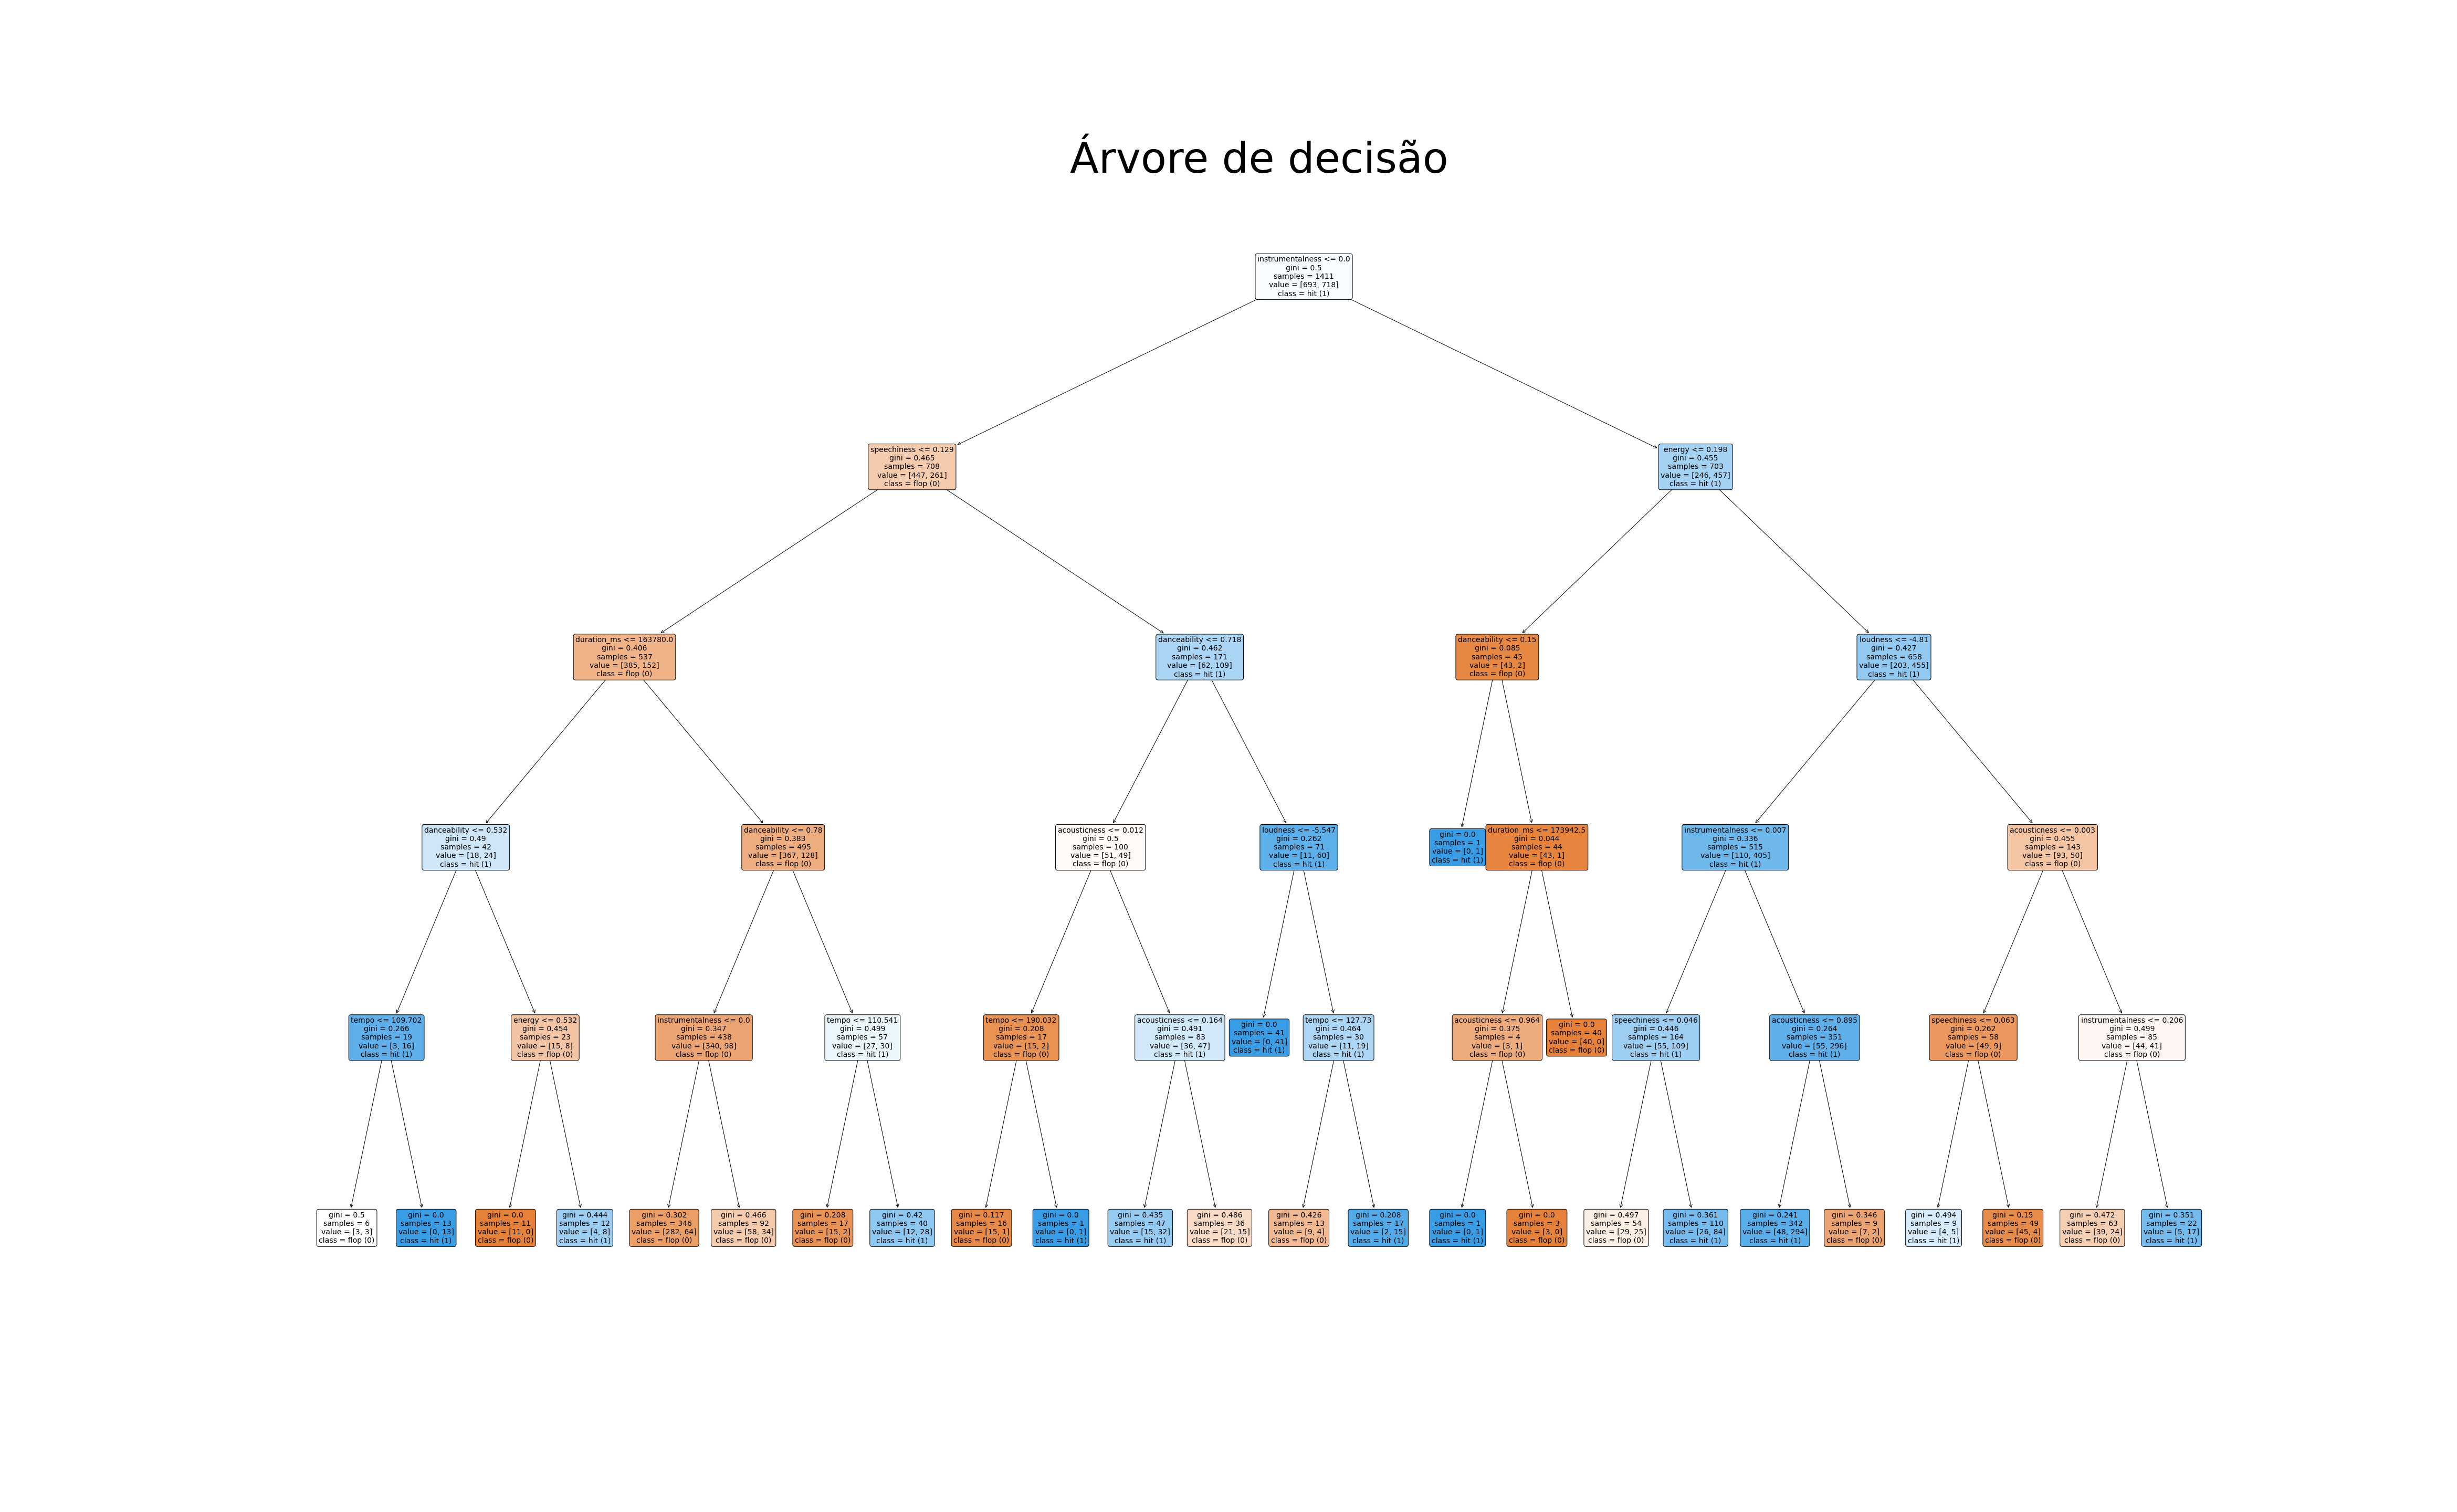 Árvore de decisão
instrumentalness <= 0.0
gini = 0.5
samples = 1411
value = [693, 718]
class = hit (1)
speechiness <= 0.129
gini = 0.465
samples = 708
value = [447, 261]
class = flop (0)
energy <= 0.198
gini = 0.455
samples = 703
value = [246, 457]
class = hit (1)
duration_ms <= 163780.0
gini = 0.406
samples = 537
value = [385, 152]
class = flop (0)
danceability <= 0.718
gini = 0.462
samples = 171
value = [62, 109]
class = hit (1)
danceability <= 0.15
gini = 0.085
samples = 45
value = [43, 2]
class = flop (0)
loudness <= -4.81
gini = 0.427
samples = 658
value = [203, 455]
class = hit (1)
danceability <= 0.532
gini = 0.49
samples = 42
value = [18, 24]
class = hit (1)
danceability <= 0.78
gini = 0.383
samples = 495
value = [367, 128]
class = flop (0)
acousticness <= 0.012
gini = 0.5
samples = 100
value = [51, 49]
class = flop (0)
loudness <= -5.547
gini = 0.262
samples = 71
value = [11, 60]
class = hit (1)
gini = 0.0
samples = 1
value = [0, 1]
class = hit (1)
duration_ms <= 173942.5
gini = 0.044
samples = 44
value = [43, 1]
class = flop (0)
instrumentalness <= 0.007
gini = 0.336
samples = 515
value = [110, 405]
class = hit (1)
acousticness <= 0.003
gini = 0.455
samples = 143
value = [93, 50]
class = flop (0)
tempo <= 109.702
gini = 0.266
samples = 19
value = [3, 16]
class = hit (1)
energy <= 0.532
gini = 0.454
samples = 23
value = [15, 8]
class = flop (0)
instrumentalness <= 0.0
gini = 0.347
samples = 438
value = [340, 98]
class = flop (0)
tempo <= 110.541
gini = 0.499
samples = 57
value = [27, 30]
class = hit (1)
tempo <= 190.032
gini = 0.208
samples = 17
value = [15, 2]
class = flop (0)
acousticness <= 0.164
gini = 0.491
samples = 83
value = [36, 47]
class = hit (1)
gini = 0.0
samples = 41
value = [0, 41]
class = hit (1)
tempo <= 127.73
gini = 0.464
samples = 30
value = [11, 19]
class = hit (1)
acousticness <= 0.964
gini = 0.375
samples = 4
value = [3, 1]
class = flop (0)
gini = 0.0
samples = 40
value = [40, 0]
class = flop (0)
speechiness <= 0.046
gini = 0.446
samples = 164
value = [55, 109]
class = hit (1)
acousticness <= 0.895
gini = 0.264
samples = 351
value = [55, 296]
class = hit (1)
speechiness <= 0.063
gini = 0.262
samples = 58
value = [49, 9]
class = flop (0)
instrumentalness <= 0.206
gini = 0.499
samples = 85
value = [44, 41]
class = flop (0)
gini = 0.5
samples = 6
value = [3, 3]
class = flop (0)
gini = 0.0
samples = 13
value = [0, 13]
class = hit (1)
gini = 0.0
samples = 11
value = [11, 0]
class = flop (0)
gini = 0.444
samples = 12
value = [4, 8]
class = hit (1)
gini = 0.302
samples = 346
value = [282, 64]
class = flop (0)
gini = 0.466
samples = 92
value = [58, 34]
class = flop (0)
gini = 0.208
samples = 17
value = [15, 2]
class = flop (0)
gini = 0.42
samples = 40
value = [12, 28]
class = hit (1)
gini = 0.117
samples = 16
value = [15, 1]
class = flop (0)
gini = 0.0
samples = 1
value = [0, 1]
class = hit (1)
gini = 0.435
samples = 47
value = [15, 32]
class = hit (1)
gini = 0.486
samples = 36
value = [21, 15]
class = flop (0)
gini = 0.426
samples = 13
value = [9, 4]
class = flop (0)
gini = 0.208
samples = 17
value = [2, 15]
class = hit (1)
gini = 0.0
samples = 1
value = [0, 1]
class = hit (1)
gini = 0.0
samples = 3
value = [3, 0]
class = flop (0)
gini = 0.497
samples = 54
value = [29, 25]
class = flop (0)
gini = 0.361
samples = 110
value = [26, 84]
class = hit (1)
gini = 0.241
samples = 342
value = [48, 294]
class = hit (1)
gini = 0.346
samples = 9
value = [7, 2]
class = flop (0)
gini = 0.494
samples = 9
value = [4, 5]
class = hit (1)
gini = 0.15
samples = 49
value = [45, 4]
class = flop (0)
gini = 0.472
samples = 63
value = [39, 24]
class = flop (0)
gini = 0.351
samples = 22
value = [5, 17]
class = hit (1)